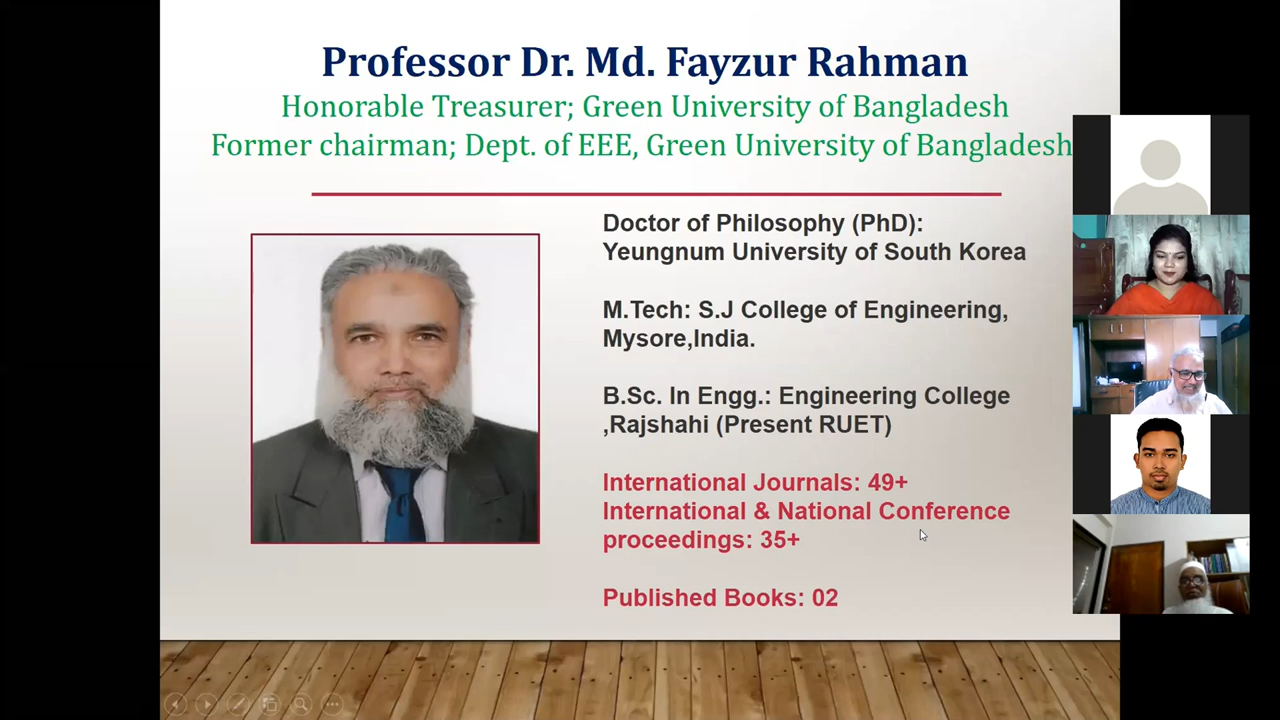 Professor Dr. Md. Fayzur Rahman
Honorable Treasurer; Green University of Bangladesh
Former chairman; Dept. of EEE, Green University of Bangladesh
Doctor of Philosophy (PhD):
Yeungnum University of South Korea
M.Tech: S.J College of Engineering,
Mysore,India.
B.Sc. In Engg.: Engineering College
,Rajshahi (Present RUET)
International Journals: 49+
International & National Conference
proceedings: 35+
Published Books: 02